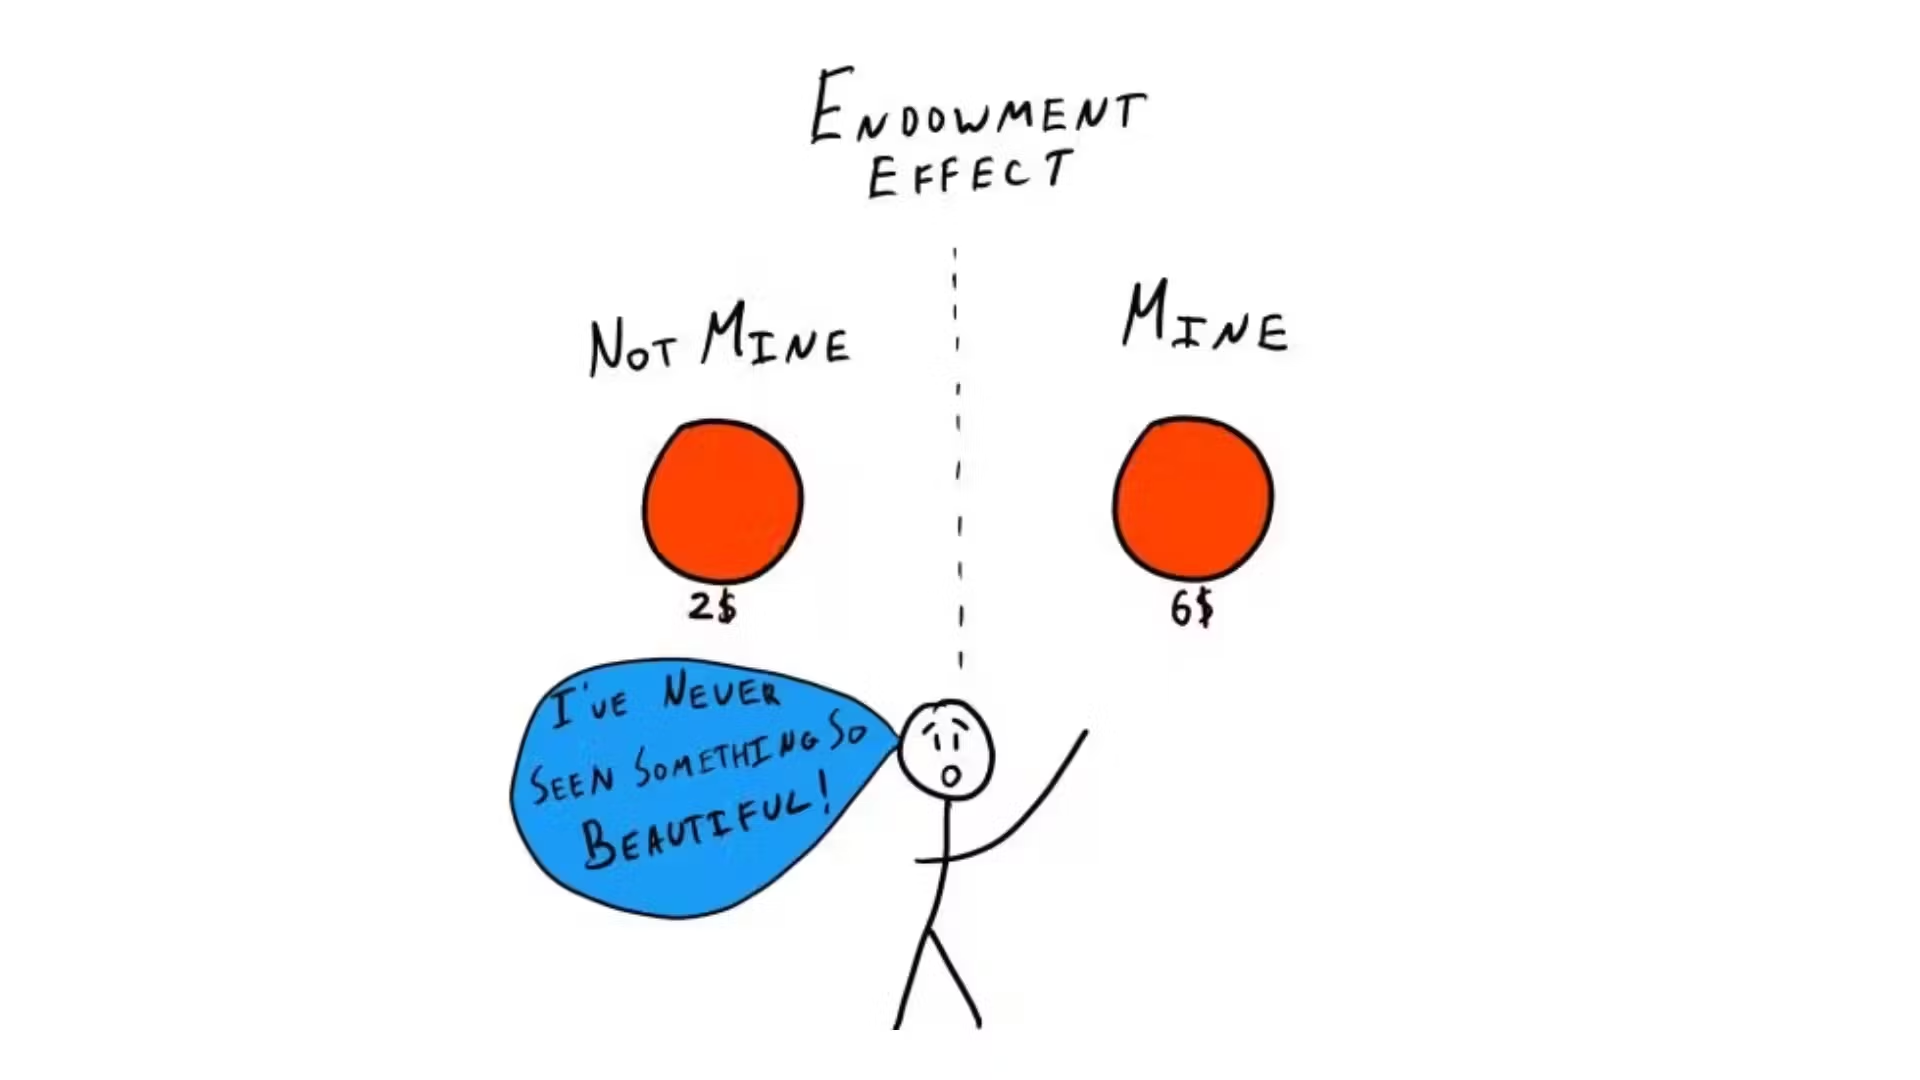 ENDOWMENT
EFFECT
NOT MINE
MINE
2$
6$
I'VE NEVER
SEEN SOMETHING SO
BEAUTIFUL!